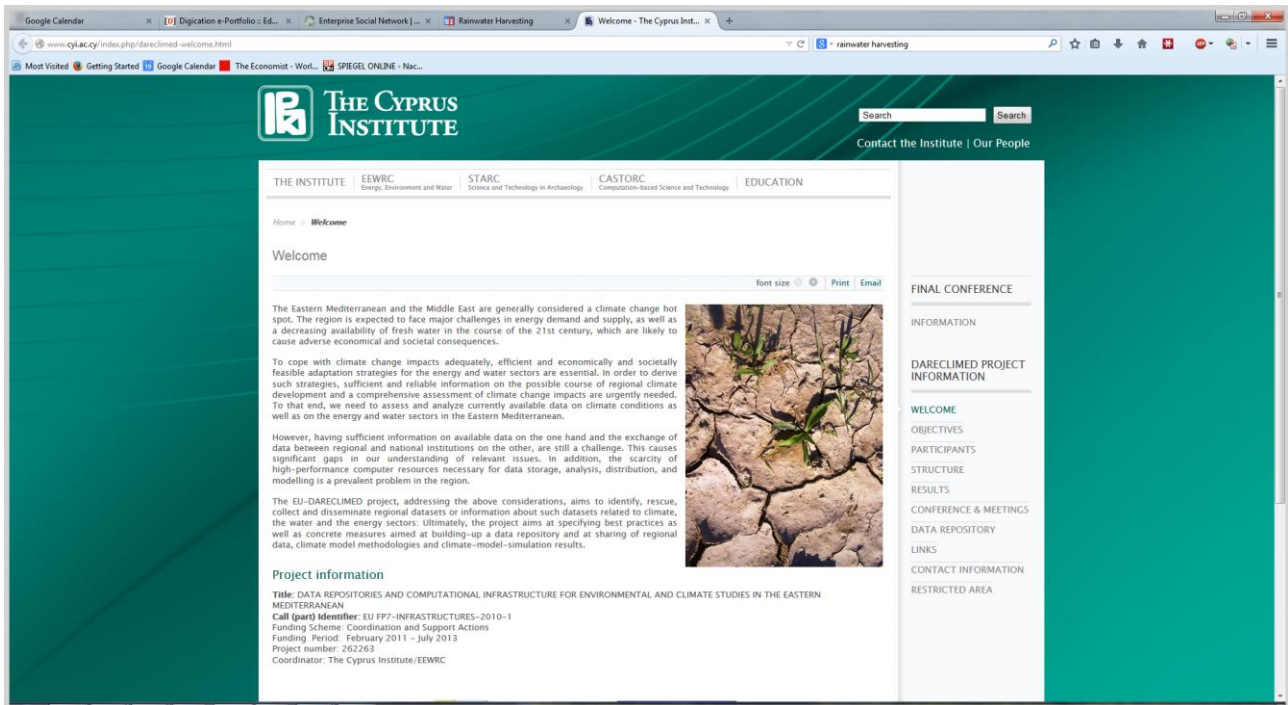 Google Calendar
[D] Digication e-Portfolio :: Ed...
Enterprise Social Network | ...
Rainwater Harvesting
Welcome - The Cyprus Inst...
www.cyi.ac.cy/index.php/dareclimed-welcome.html
rainwater harvesting
Most Visited Getting Started Google Calendar The Economist - Worl... SPIEGEL ONLINE - Nac...
THE CYPRUS
INSTITUTE
Search Search
Contact the Institute | Our People
THE INSTITUTE
EEWRC
Energy, Environment and Water
STARC
Science and Technology in Archaeology
CASTORC
Computation-based Science and Technology
EDUCATION
Home Welcome
Welcome
font size Print Email
The Eastern Mediterranean and the Middle East are generally considered a climate change hot
spot. The region is expected to face major challenges in energy demand and supply, as well as
a decreasing availability of fresh water in the course of the 21st century, which are likely to
cause adverse economical and societal consequences.
To cope with climate change impacts adequately, efficient and economically and societally
feasible adaptation strategies for the energy and water sectors are essential. In order to derive
such strategies, sufficient and reliable information on the possible course of regional climate
development and a comprehensive assessment of climate change impacts are urgently needed.
To that end, we need to assess and analyze currently available data on climate conditions as
well as on the energy and water sectors in the Eastern Mediterranean.
However, having sufficient information on available data on the one hand and the exchange of
data between regional and national institutions on the other, are still a challenge. This causes
significant gaps in our understanding of relevant issues. In addition, the scarcity of
high-performance computer resources necessary for data storage, analysis, distribution, and
modelling is a prevalent problem in the region.
The EU-DARECLIMED project, addressing the above considerations, aims to identify, rescue,
collect and disseminate regional datasets or information about such datasets related to climate,
the water and the energy sectors: Ultimately, the project aims at specifying best practices as
well as concrete measures aimed at building-up a data repository and at sharing of regional
data, climate model methodologies and climate-model-simulation results.
Project information
Title: DATA REPOSITORIES AND COMPUTATIONAL INFRASTRUCTURE FOR ENVIRONMENTAL AND CLIMATE STUDIES IN THE EASTERN
MEDITERRANEAN
Call (part) Identifier: EU FP7-INFRASTRUCTURES-2010-1
Funding Scheme: Coordination and Support Actions
Funding Period: February 2011 – July 2013
Project number: 262263
Coordinator: The Cyprus Institute/EEWRC
FINAL CONFERENCE
INFORMATION
DARECLIMED PROJECT
INFORMATION
WELCOME
OBJECTIVES
PARTICIPANTS
STRUCTURE
RESULTS
CONFERENCE & MEETINGS
DATA REPOSITORY
LINKS
CONTACT INFORMATION
RESTRICTED AREA